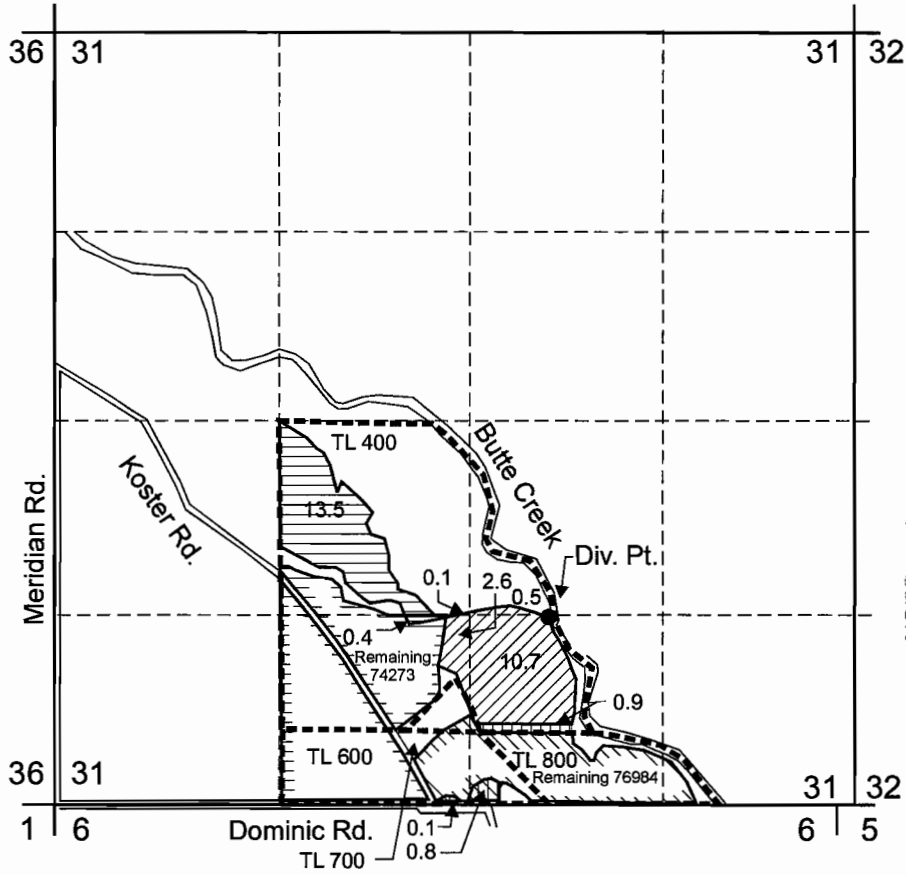 36 31
31 32
TL 400
Butte Creek
Koster Rd.
Meridian Rd.
13.5
Div. Pt.
0.1
2.6
0.5
0.4
Remaining
74273
10.7
0.9
TL 600
TL 800
Remaining 76984
36 31
31 32
1 6
6 5
Dominic Rd.
0.1
0.8
TL 700